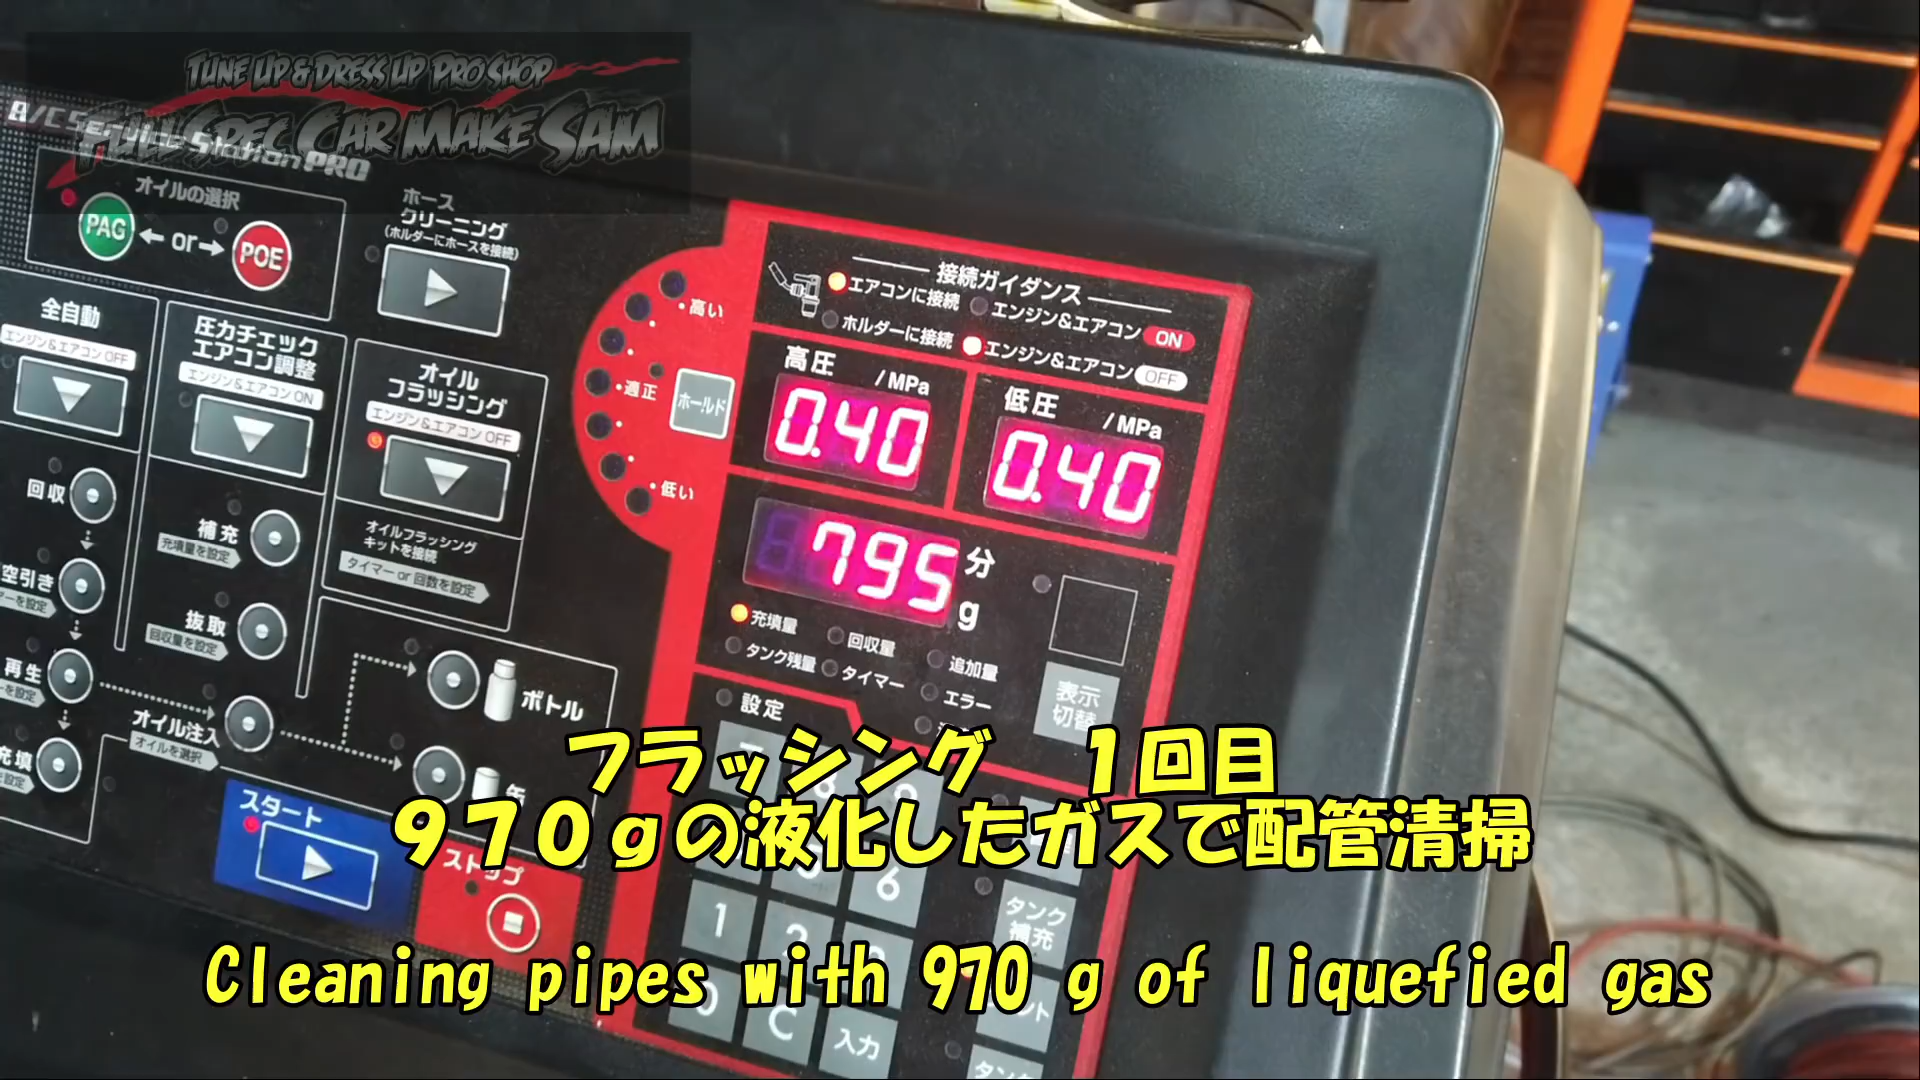 TUNE UP & DRESS UP PRO SHOP
FULL SPEC CAR MAKE SAM
A/C Service Station PRO
オイルの選択
PAG
or
POE
ホース
クリーニング
(ホルダーにホースを接続)
全自動
エンジン&エアコン OFF
圧力チェック
エアコン調整
エンジン&エアコン ON
オイル
フラッシング
エンジン&エアコン OFF
オイルフラッシング
キットを接続
タイマー or 回数を設定
回収
補充
充填量を設定
空引き
抜取
回収量を設定
再生
オイル注入
オイルを選択
ボトル
缶
充填
スタート
ストップ
高い
適正
低い
ホールド
接続ガイダンス
エアコンに接続
エンジン&エアコン ON
ホルダーに接続
エンジン&エアコン OFF
高圧 /MPa
0.40
低圧 /MPa
0.40
795
分
g
充填量
回収量
追加量
タンク残量
タイマー
エラー
表示
切替
設定
6
1
0
C
入力
タンク
補充
フラッシング 1回目
970gの液化したガスで配管清掃
Cleaning pipes with 970 g of liquefied gas